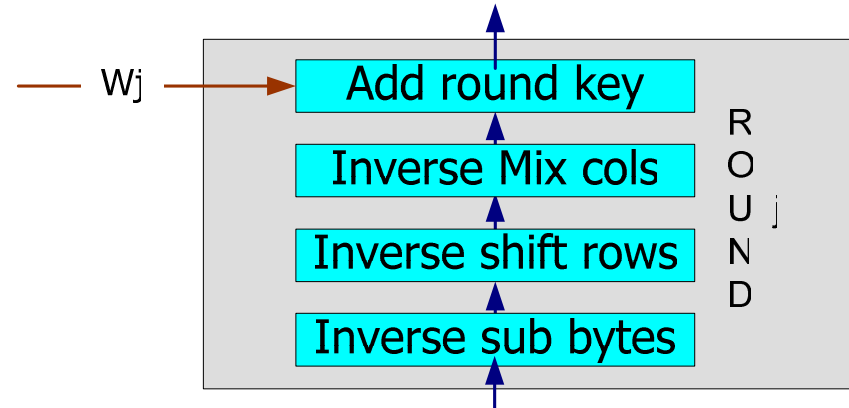 Wj
Add round key
Inverse Mix cols
Inverse shift rows
Inverse sub bytes
R
O
U j
N
D